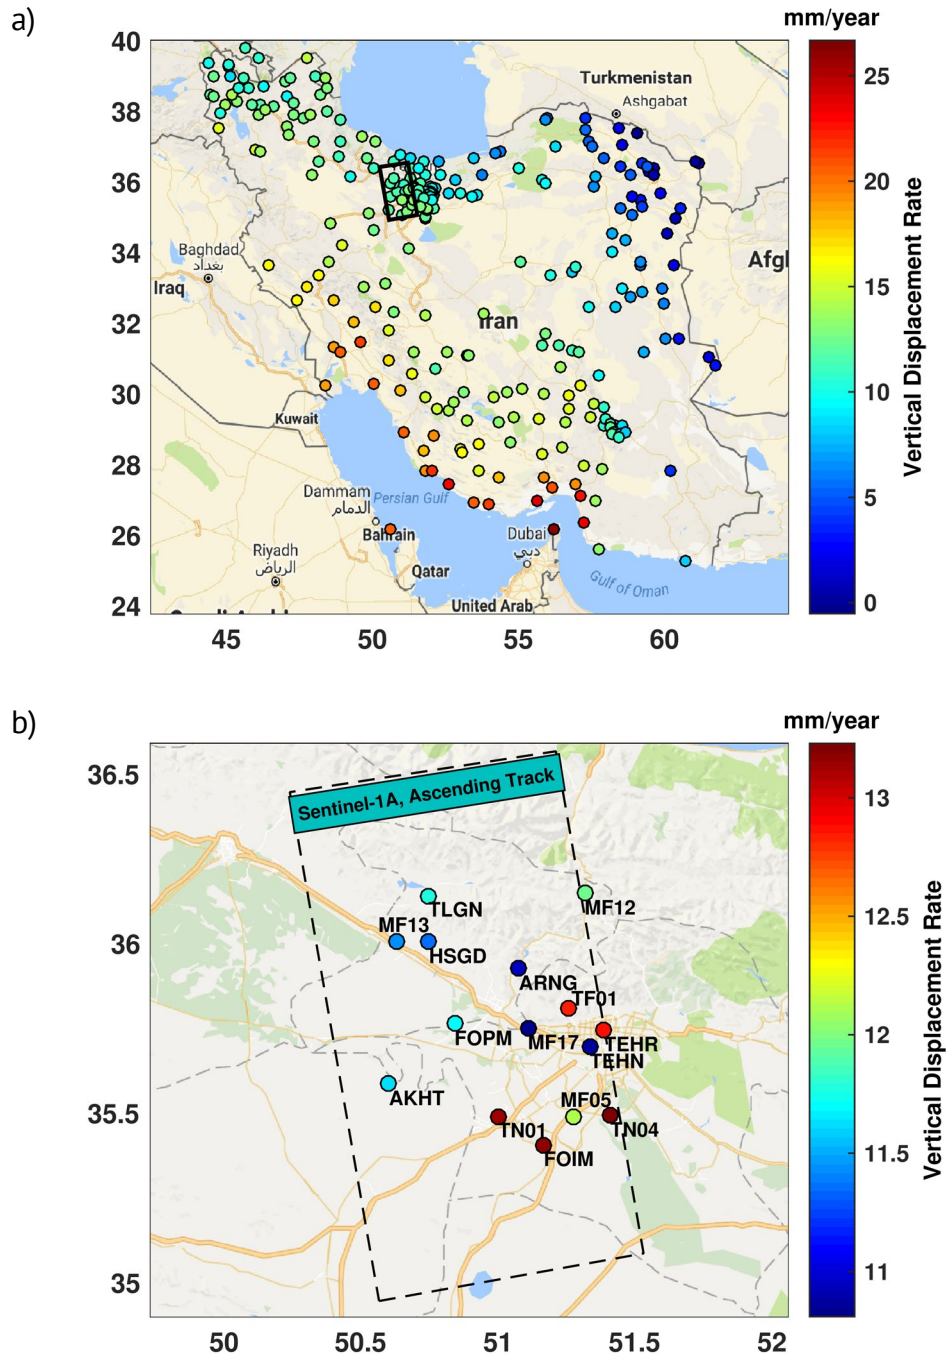 a)
mm/year
40
38
36
34
32
30
28
26
24
Turkmenistan
Ashgabat
Baghdad
بغداد
Iraq
Afgl
Iran
Kuwait
Dammam
الدمام
Persian Gulf
Bahrain
Riyadh
الرياض
Dubai
دبي
Qatar
Gulf of Oman
United Arab
45
50
55
60
25
20
15
10
5
0
Vertical Displacement Rate
b)
mm/year
36.5
36
35.5
35
Sentinel-1A, Ascending Track
TLGN
MF12
MF13
HSGD
ARNG
TF01
FOPM
MF17
TEHR
TEHN
AKHT
MF05
TN01
TN04
FOIM
50
50.5
51
51.5
52
13
12.5
12
11.5
11
Vertical Displacement Rate